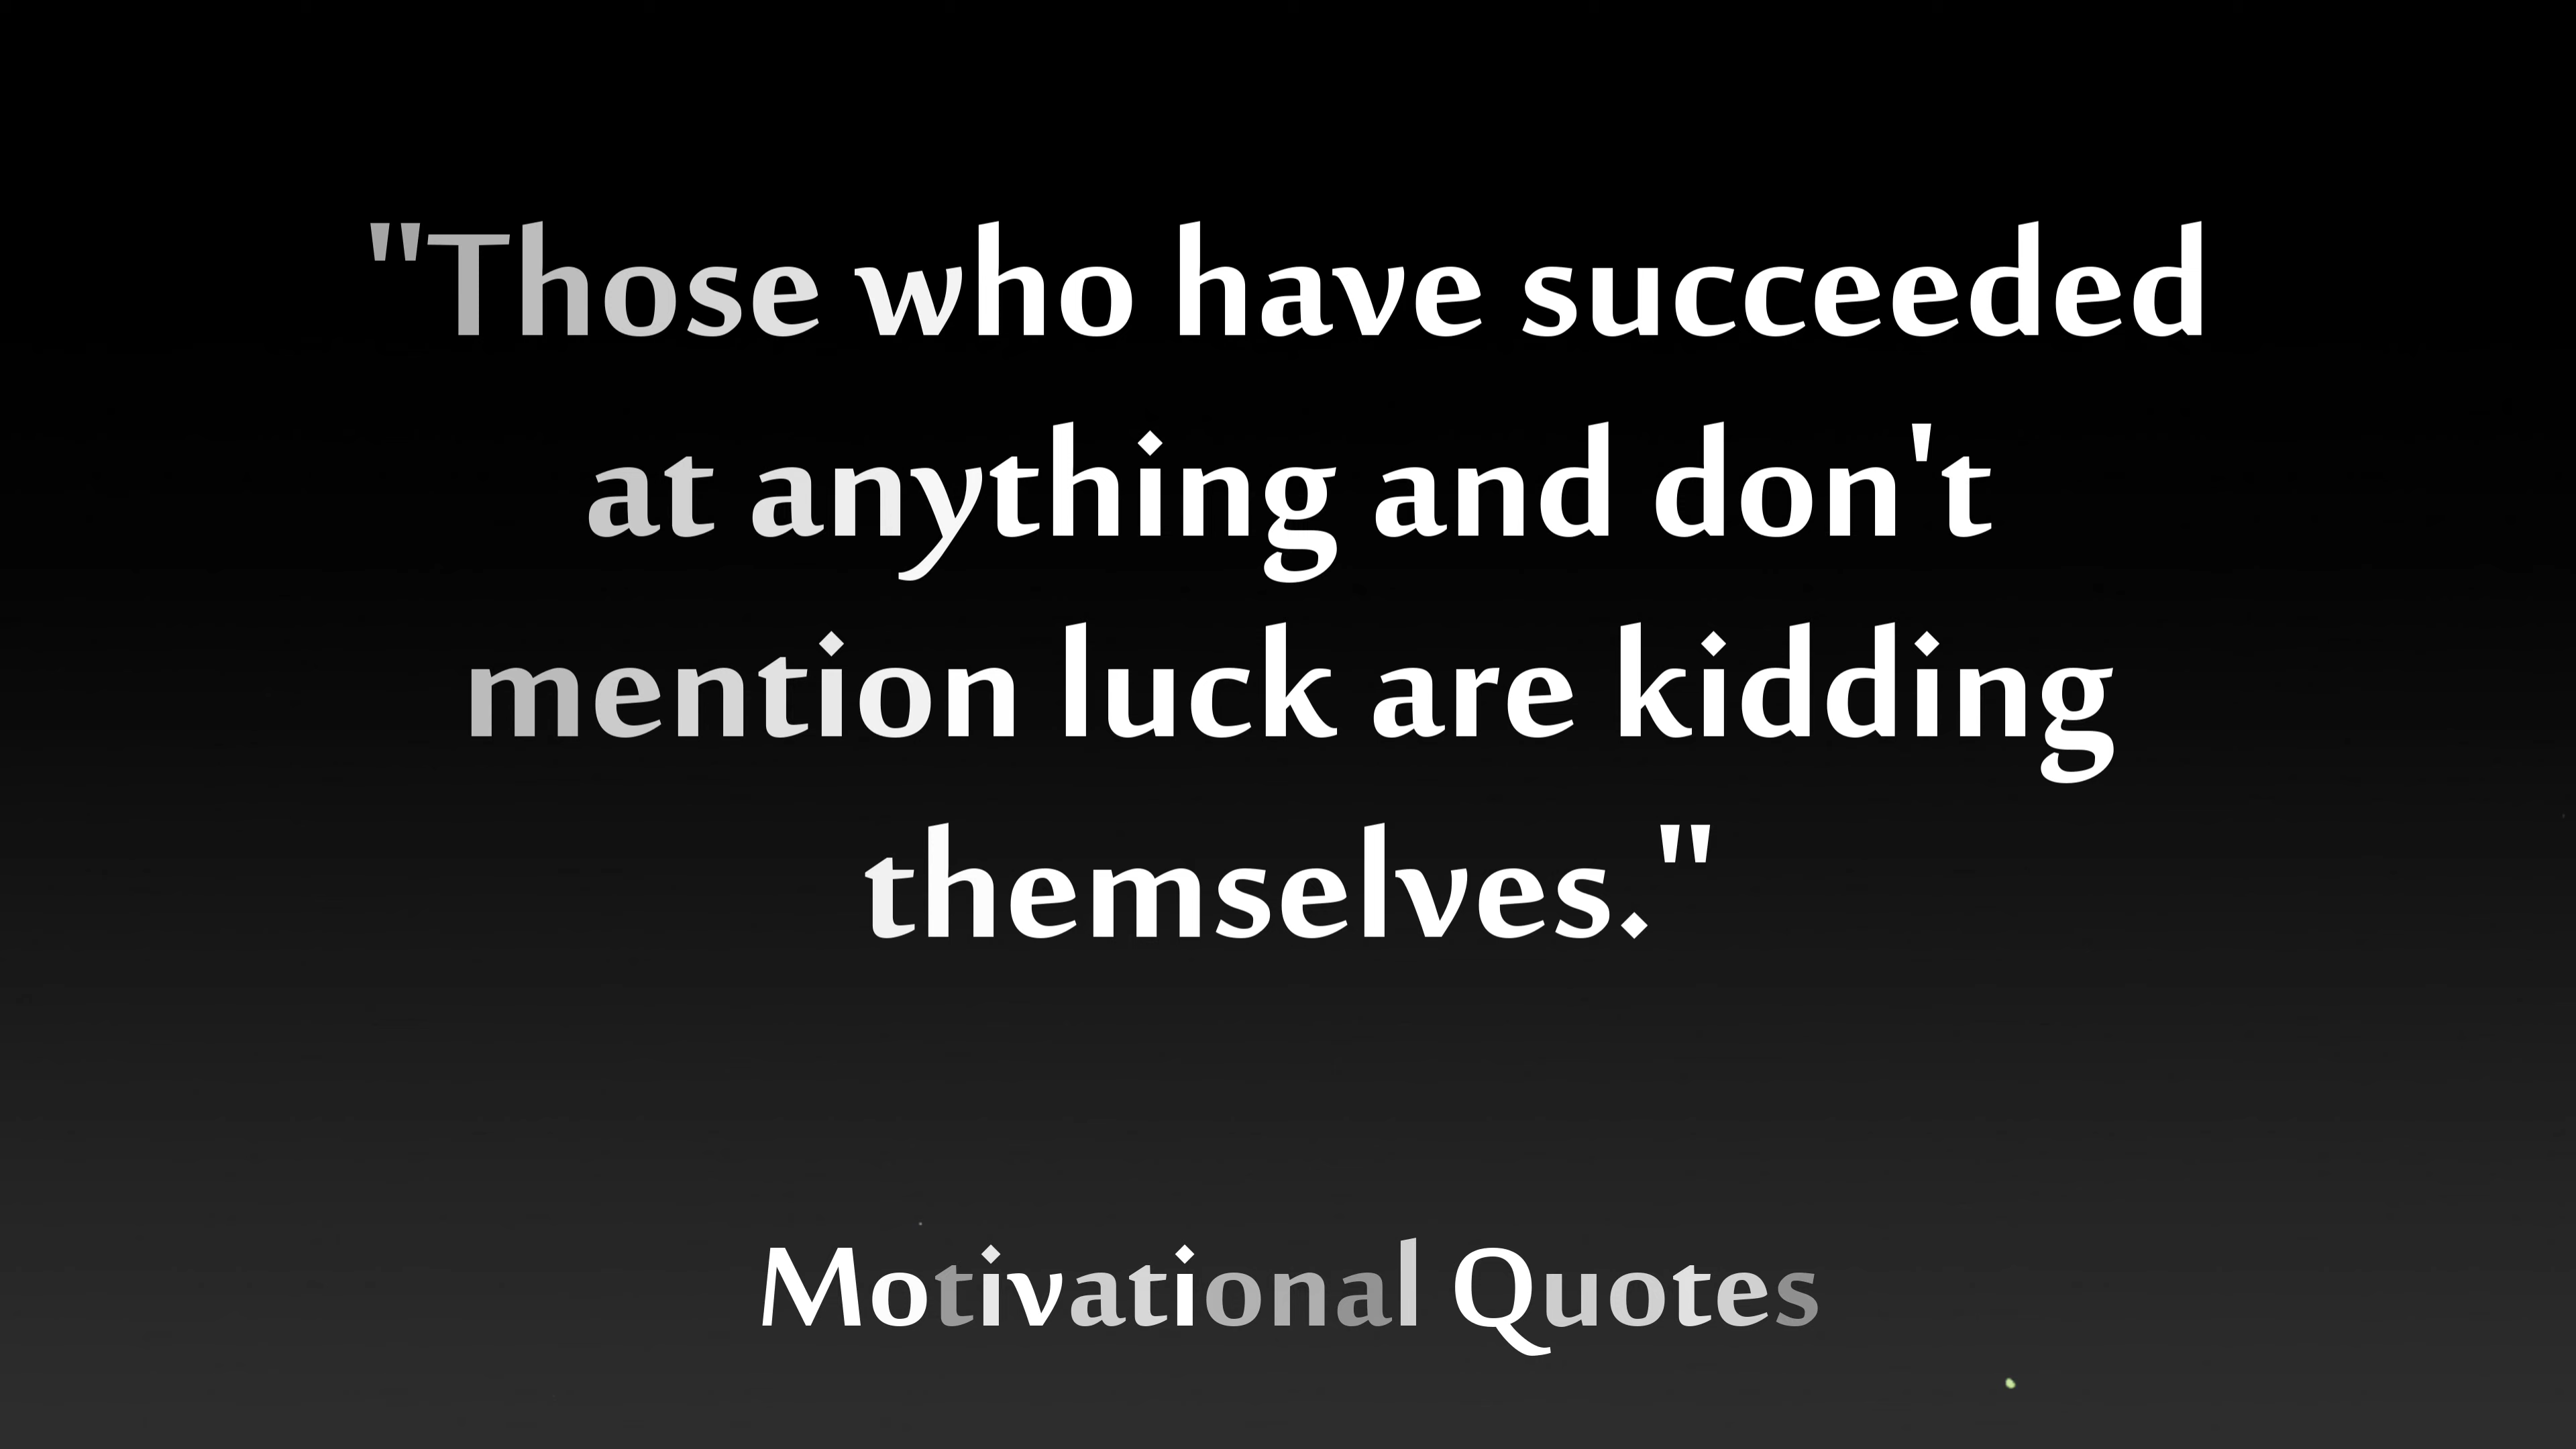 "Those who have succeeded
at anything and don't
mention luck are kidding
themselves."
Motivational Quotes